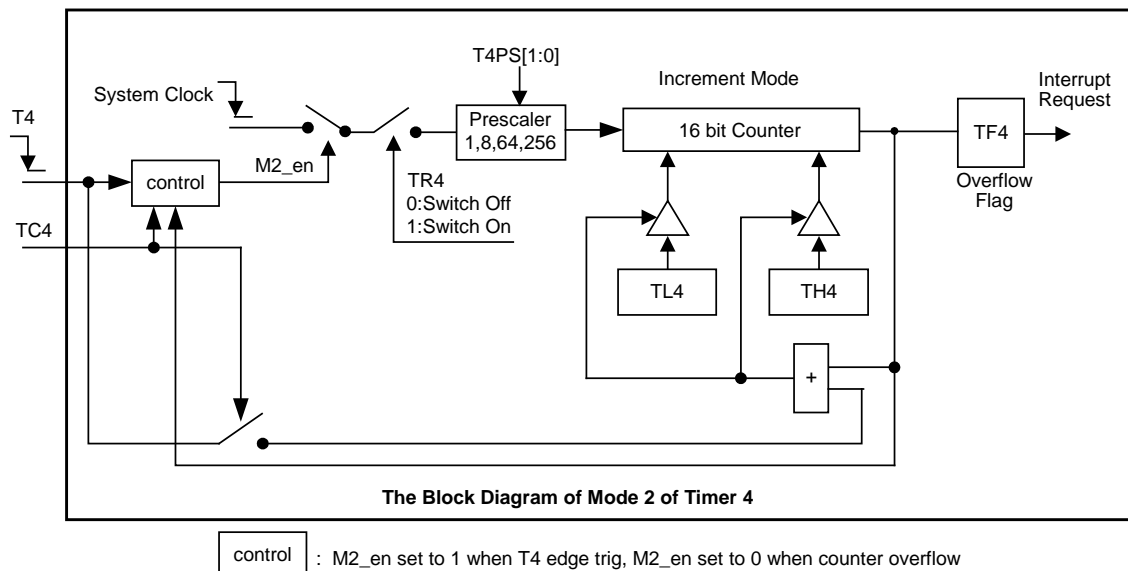 T4PS[1:0]
Increment Mode
Interrupt
Request
System Clock
T4
Prescaler
1,8,64,256
16 bit Counter
TF4
Overflow
Flag
control
M2_en
TR4
0:Switch Off
1:Switch On
TC4
TL4
TH4
+
The Block Diagram of Mode 2 of Timer 4
control : M2_en set to 1 when T4 edge trig, M2_en set to 0 when counter overflow